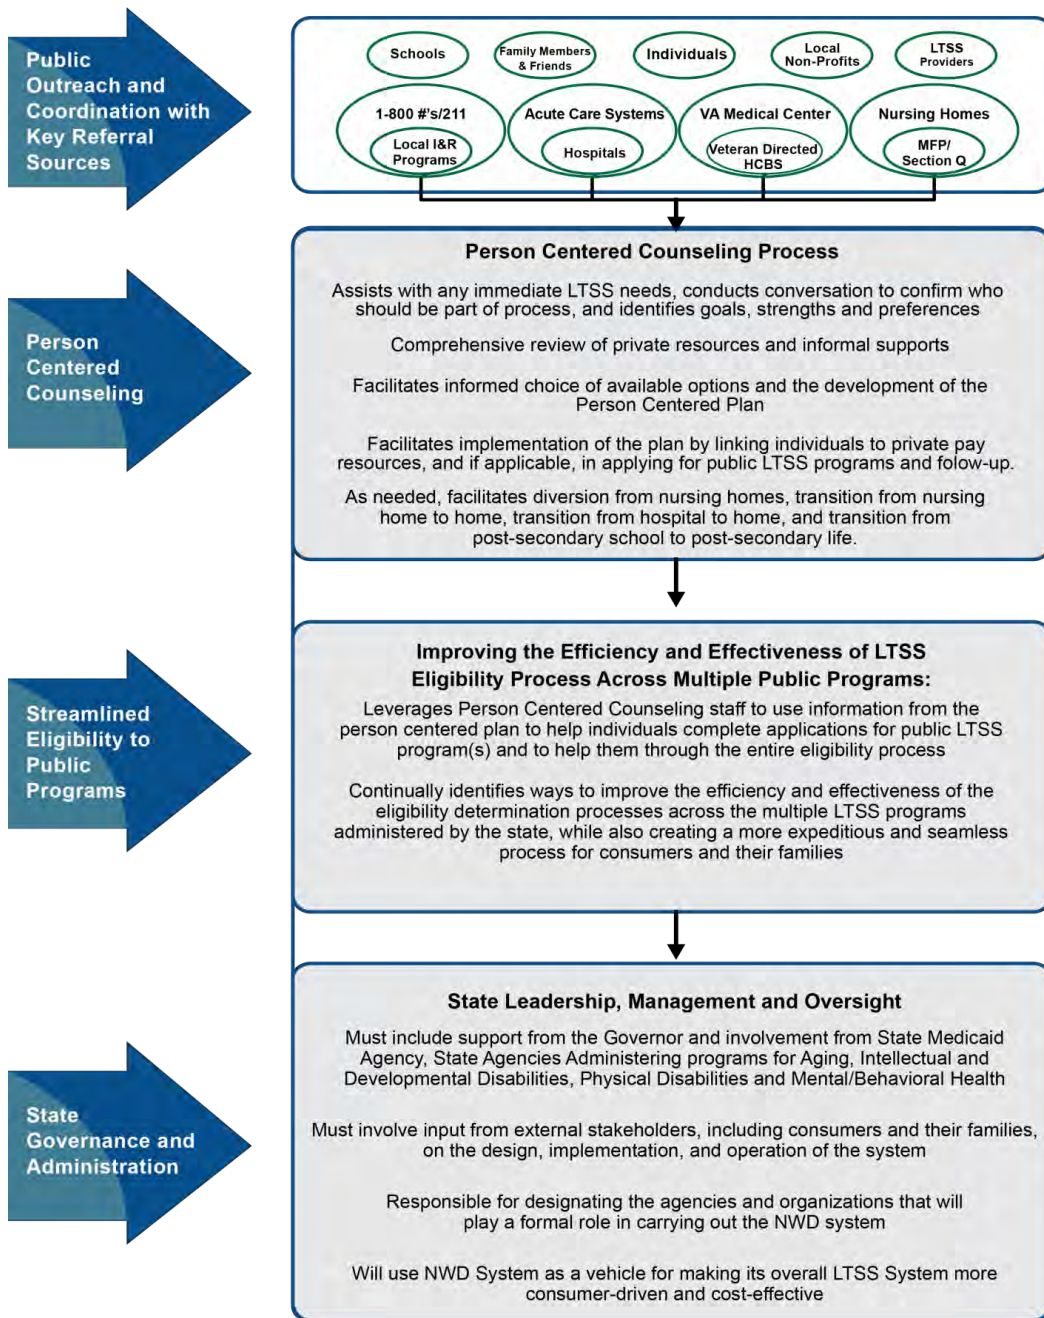 Public
Outreach and
Coordination with
Key Referral
Sources
Schools
Family Members
& Friends
Individuals
Local
Non-Profits
LTSS
Providers
1-800 #'s/211
Local I&R
Programs
Acute Care Systems
Hospitals
VA Medical Center
Veteran Directed
HCBS
Nursing Homes
MFP/
Section Q
Person
Centered
Counseling
Person Centered Counseling Process
Assists with any immediate LTSS needs, conducts conversation to confirm who
should be part of process, and identifies goals, strengths and preferences
Comprehensive review of private resources and informal supports
Facilitates informed choice of available options and the development of the
Person Centered Plan
Facilitates implementation of the plan by linking individuals to private pay
resources, and if applicable, in applying for public LTSS programs and folow-up.
As needed, facilitates diversion from nursing homes, transition from nursing
home to home, transition from hospital to home, and transition from
post-secondary school to post-secondary life.
Streamlined
Eligibility to
Public
Programs
Improving the Efficiency and Effectiveness of LTSS
Eligibility Process Across Multiple Public Programs:
Leverages Person Centered Counseling staff to use information from the
person centered plan to help individuals complete applications for public LTSS
program(s) and to help them through the entire eligibility process
Continually identifies ways to improve the efficiency and effectiveness of the
eligibility determination processes across the multiple LTSS programs
administered by the state, while also creating a more expeditious and seamless
process for consumers and their families
State
Governance and
Administration
State Leadership, Management and Oversight
Must include support from the Governor and involvement from State Medicaid
Agency, State Agencies Administering programs for Aging, Intellectual and
Developmental Disabilities, Physical Disabilities and Mental/Behavioral Health
Must involve input from external stakeholders, including consumers and their families,
on the design, implementation, and operation of the system
Responsible for designating the agencies and organizations that will
play a formal role in carrying out the NWD system
Will use NWD System as a vehicle for making its overall LTSS System more
consumer-driven and cost-effective